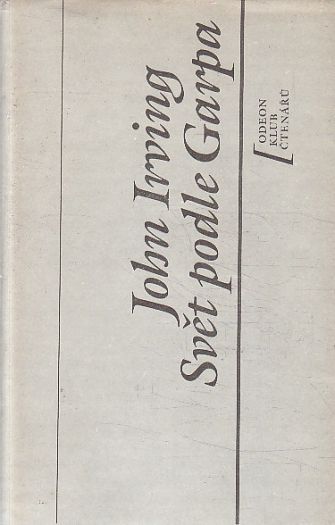 John Irving
Svět podle Garpa
ODEON
KLUB
ČTENÁŘŮ